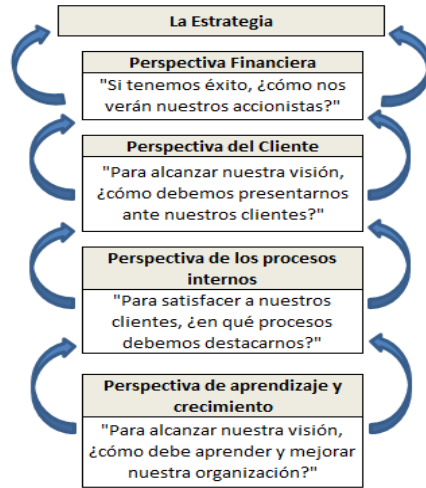 La Estrategia
Perspectiva Financiera
"Si tenemos éxito, ¿cómo nos
verán nuestros accionistas?"
Perspectiva del Cliente
"Para alcanzar nuestra visión,
¿cómo debemos presentarnos
ante nuestros clientes?"
Perspectiva de los procesos
internos
"Para satisfacer a nuestros
clientes, ¿en qué procesos
debemos destacarnos?"
Perspectiva de aprendizaje y
crecimiento
"Para alcanzar nuestra visión,
¿cómo debe aprender y mejorar
nuestra organización?"